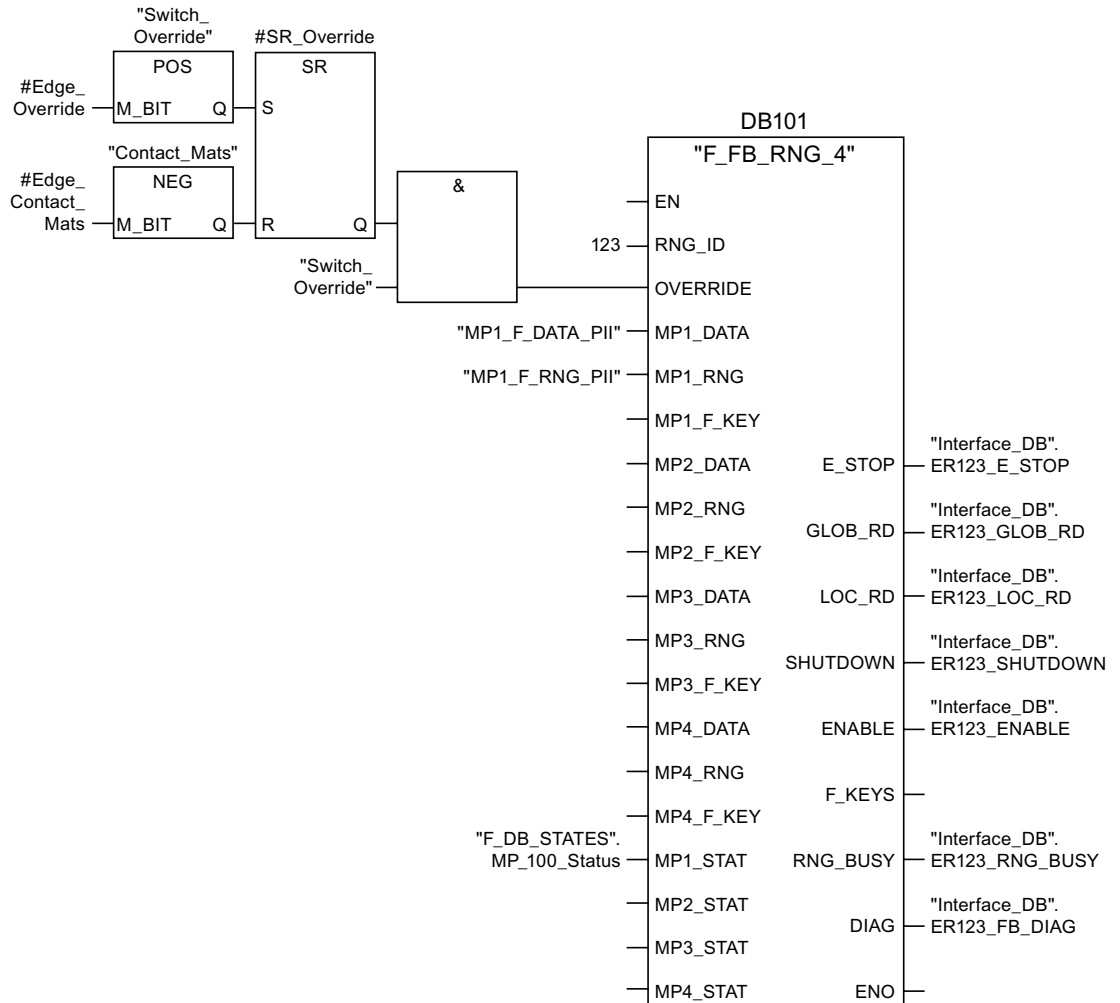 "Switch_
Override"
#SR_Override
POS
SR
#Edge_
Override
M_BIT
Q
S
"Contact_Mats"
NEG
#Edge_
Contact_
Mats
M_BIT
Q
R
Q
&
"Switch_
Override"
DB101
"F_FB_RNG_4"
EN
123
RNG_ID
OVERRIDE
"MP1_F_DATA_PII"
MP1_DATA
"MP1_F_RNG_PII"
MP1_RNG
MP1_F_KEY
MP2_DATA
E_STOP
"Interface_DB".
ER123_E_STOP
MP2_RNG
GLOB_RD
"Interface_DB".
ER123_GLOB_RD
MP2_F_KEY
MP3_DATA
LOC_RD
"Interface_DB".
ER123_LOC_RD
MP3_RNG
SHUTDOWN
"Interface_DB".
ER123_SHUTDOWN
MP3_F_KEY
MP4_DATA
ENABLE
"Interface_DB".
ER123_ENABLE
MP4_RNG
F_KEYS
MP4_F_KEY
"F_DB_STATES".
MP_100_Status
MP1_STAT
RNG_BUSY
"Interface_DB".
ER123_RNG_BUSY
MP2_STAT
DIAG
"Interface_DB".
ER123_FB_DIAG
MP3_STAT
MP4_STAT
ENO